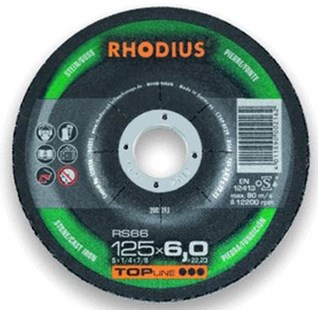 RHODIUS
STEIN/GUSS
PIERRE/FONTE
EN
12413
max. 80 m/s
≙ 12200 rpm
RS66
125×6,0
5×1/4×7/8
×22,23
TOPLINE
STONE/CAST IRON
PIEDRA/FUNDICIÓN